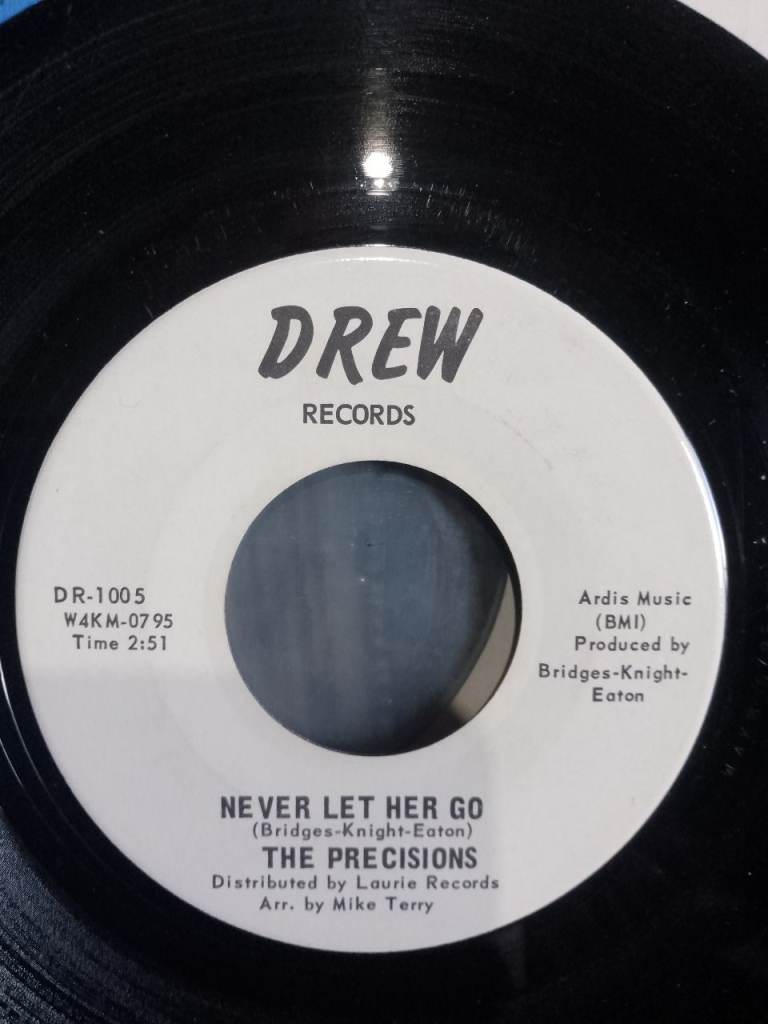 DREW
RECORDS
DR-1005
W4KM-0795
Time 2:51
Ardis Music
(BMI)
Produced by
Bridges-Knight-
Eaton
NEVER LET HER GO
(Bridges-Knight-Eaton)
THE PRECISIONS
Distributed by Laurie Records
Arr. by Mike Terry